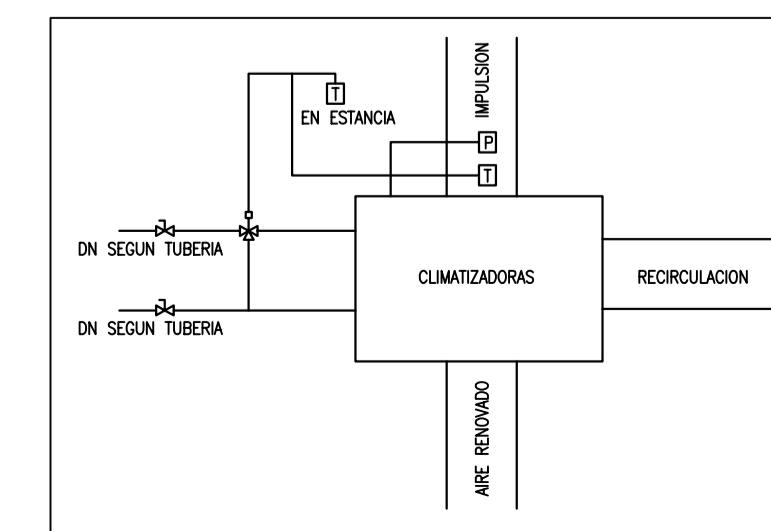 IMPULSION
T
EN ESTANCIA
P
T
DN SEGUN TUBERIA
CLIMATIZADORAS
RECIRCULACION
DN SEGUN TUBERIA
AIRE RENOVADO